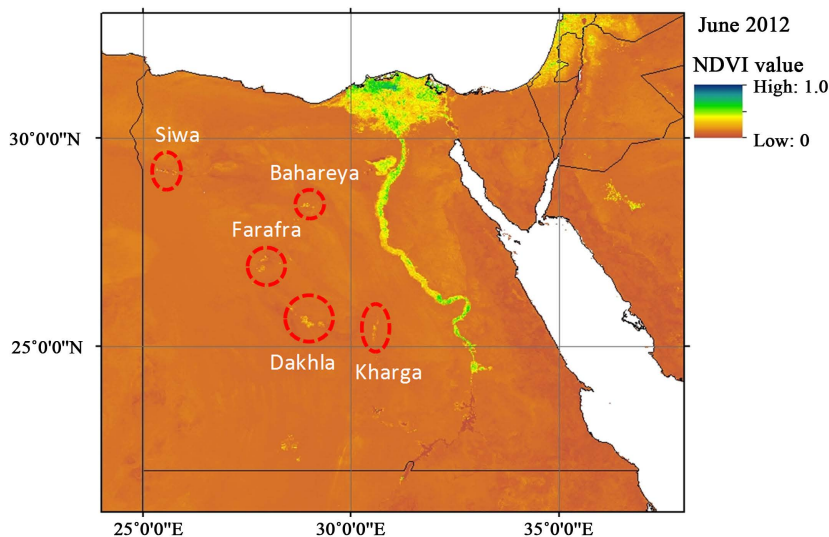 June 2012
NDVI value
High: 1.0
Low: 0
30°0'0"N
25°0'0"N
Siwa
Bahareya
Farafra
Dakhla
Kharga
25°0'0"E
30°0'0"E
35°0'0"E